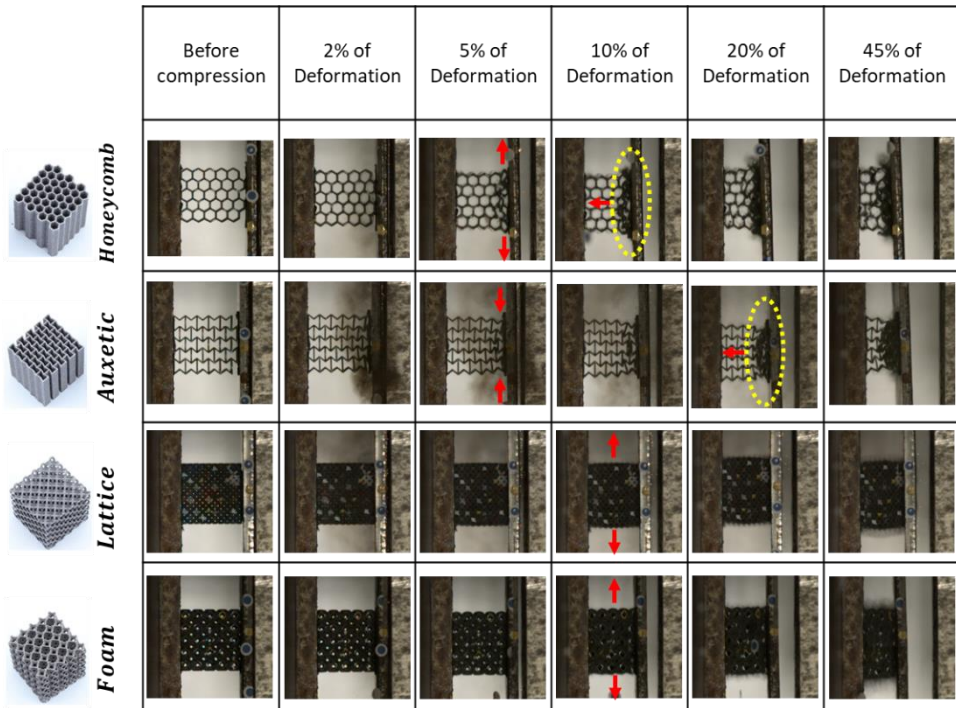 Before
compression
2% of
Deformation
5% of
Deformation
10% of
Deformation
20% of
Deformation
45% of
Deformation
Honeycomb
Auxetic
Lattice
Foam